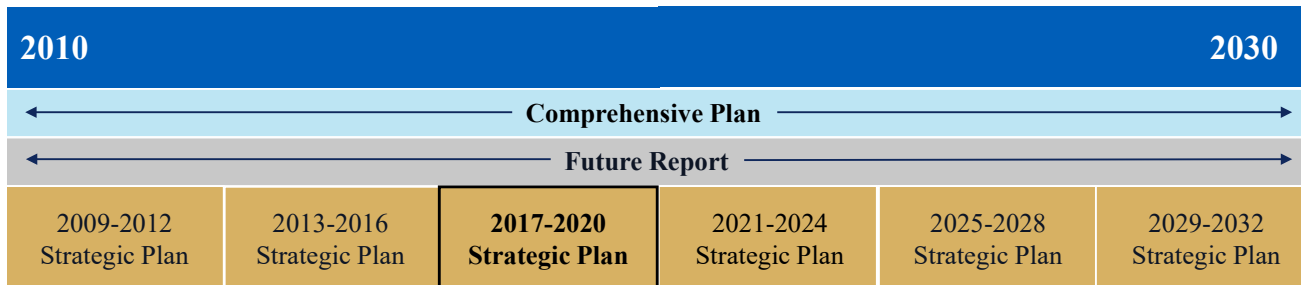 2010 2030
Comprehensive Plan
Future Report
2009-2012 2013-2016 2017-2020 2021-2024 2025-2028 2029-2032
Strategic Plan Strategic Plan Strategic Plan Strategic Plan Strategic Plan Strategic Plan